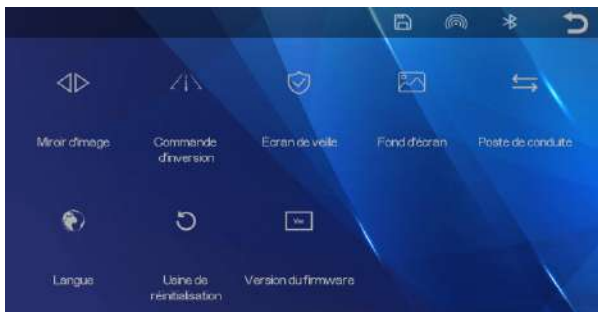 Miroir d'image
Commande
d'inversion
Ecran de veille
Fond d'écran
Poste de conduite
Langue
Usine de
réinitialisation
Ver
Version du firmware